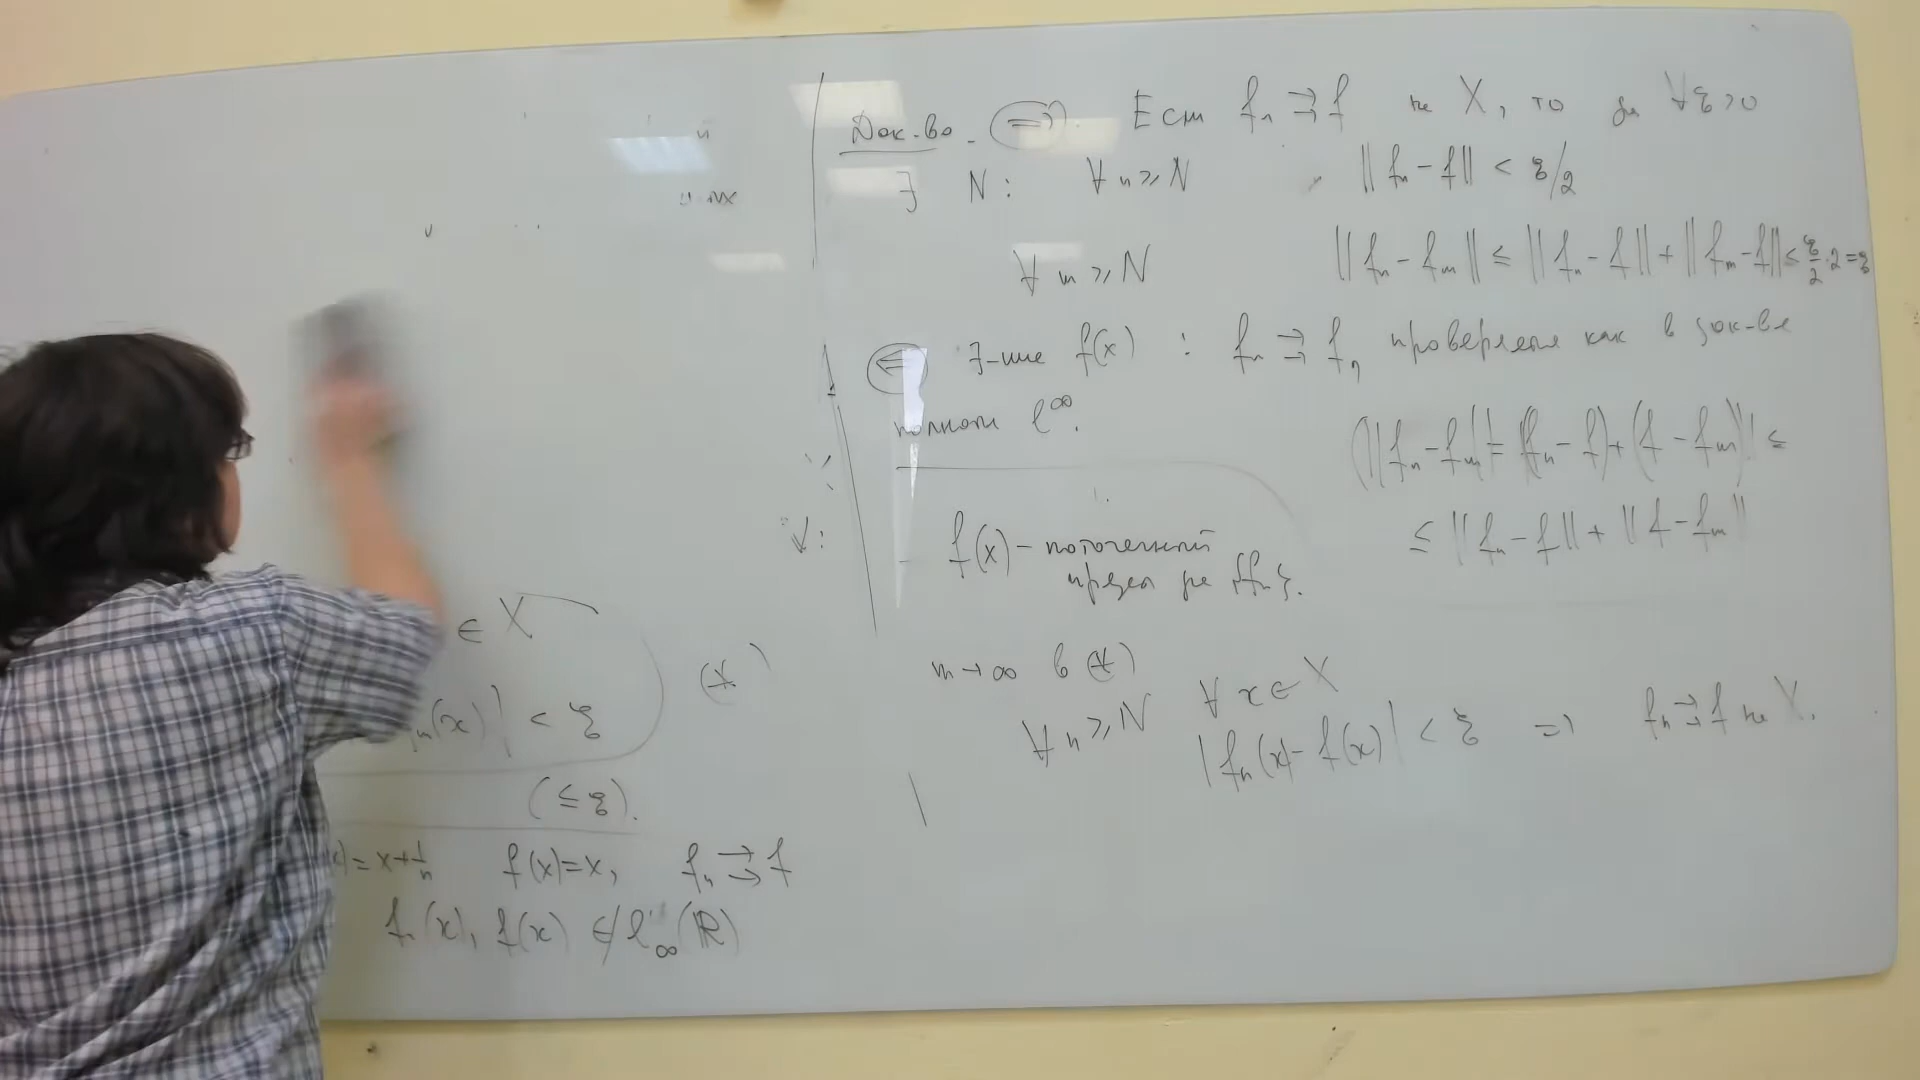 ∈ X
(x)| < ε (*)
(≤ ε).
= x + 1/n f(x) = x, fₙ ⇉ f
fₙ(x), f(x) ∉ l_∞(ℝ)
Док-во. (⇒). Если fₙ ⇉ f на X, то для ∀ε>0
∃ N: ∀ n ≥ N ||fₙ - f|| < ε/2
∀ m ≥ N ||fₙ - fₘ|| ≤ ||fₙ - f|| + ||fₘ - f|| ≤ ε/2 · 2 = ε
(⇐) ∃-ние f(x) : fₙ ⇉ f, проверяем как в док-ве
полноты l^∞.
(||fₙ - fₘ| = |(fₙ - f) + (f - fₘ)| ≤
≤ ||fₙ - f|| + ||f - fₘ||
f(x) – поточечный
предел {fₙ}.
m → ∞ в (*)
∀ n ≥ N ∀ x ∈ X
|fₙ(x) - f(x)| < ε ⇒ fₙ ⇉ f на X.